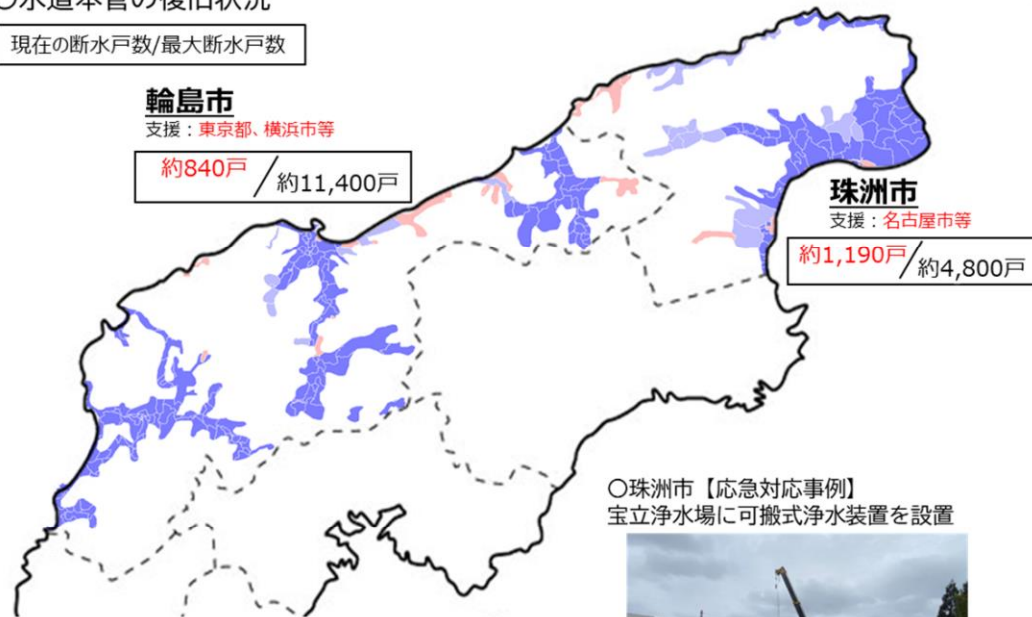 〇水道本管の復旧状況
現在の断水戸数/最大断水戸数
輪島市
支援：東京都、横浜市等
約840戸/約11,400戸
珠洲市
支援：名古屋市等
約1,190戸/約4,800戸
〇珠洲市【応急対応事例】
宝立浄水場に可搬式浄水装置を設置